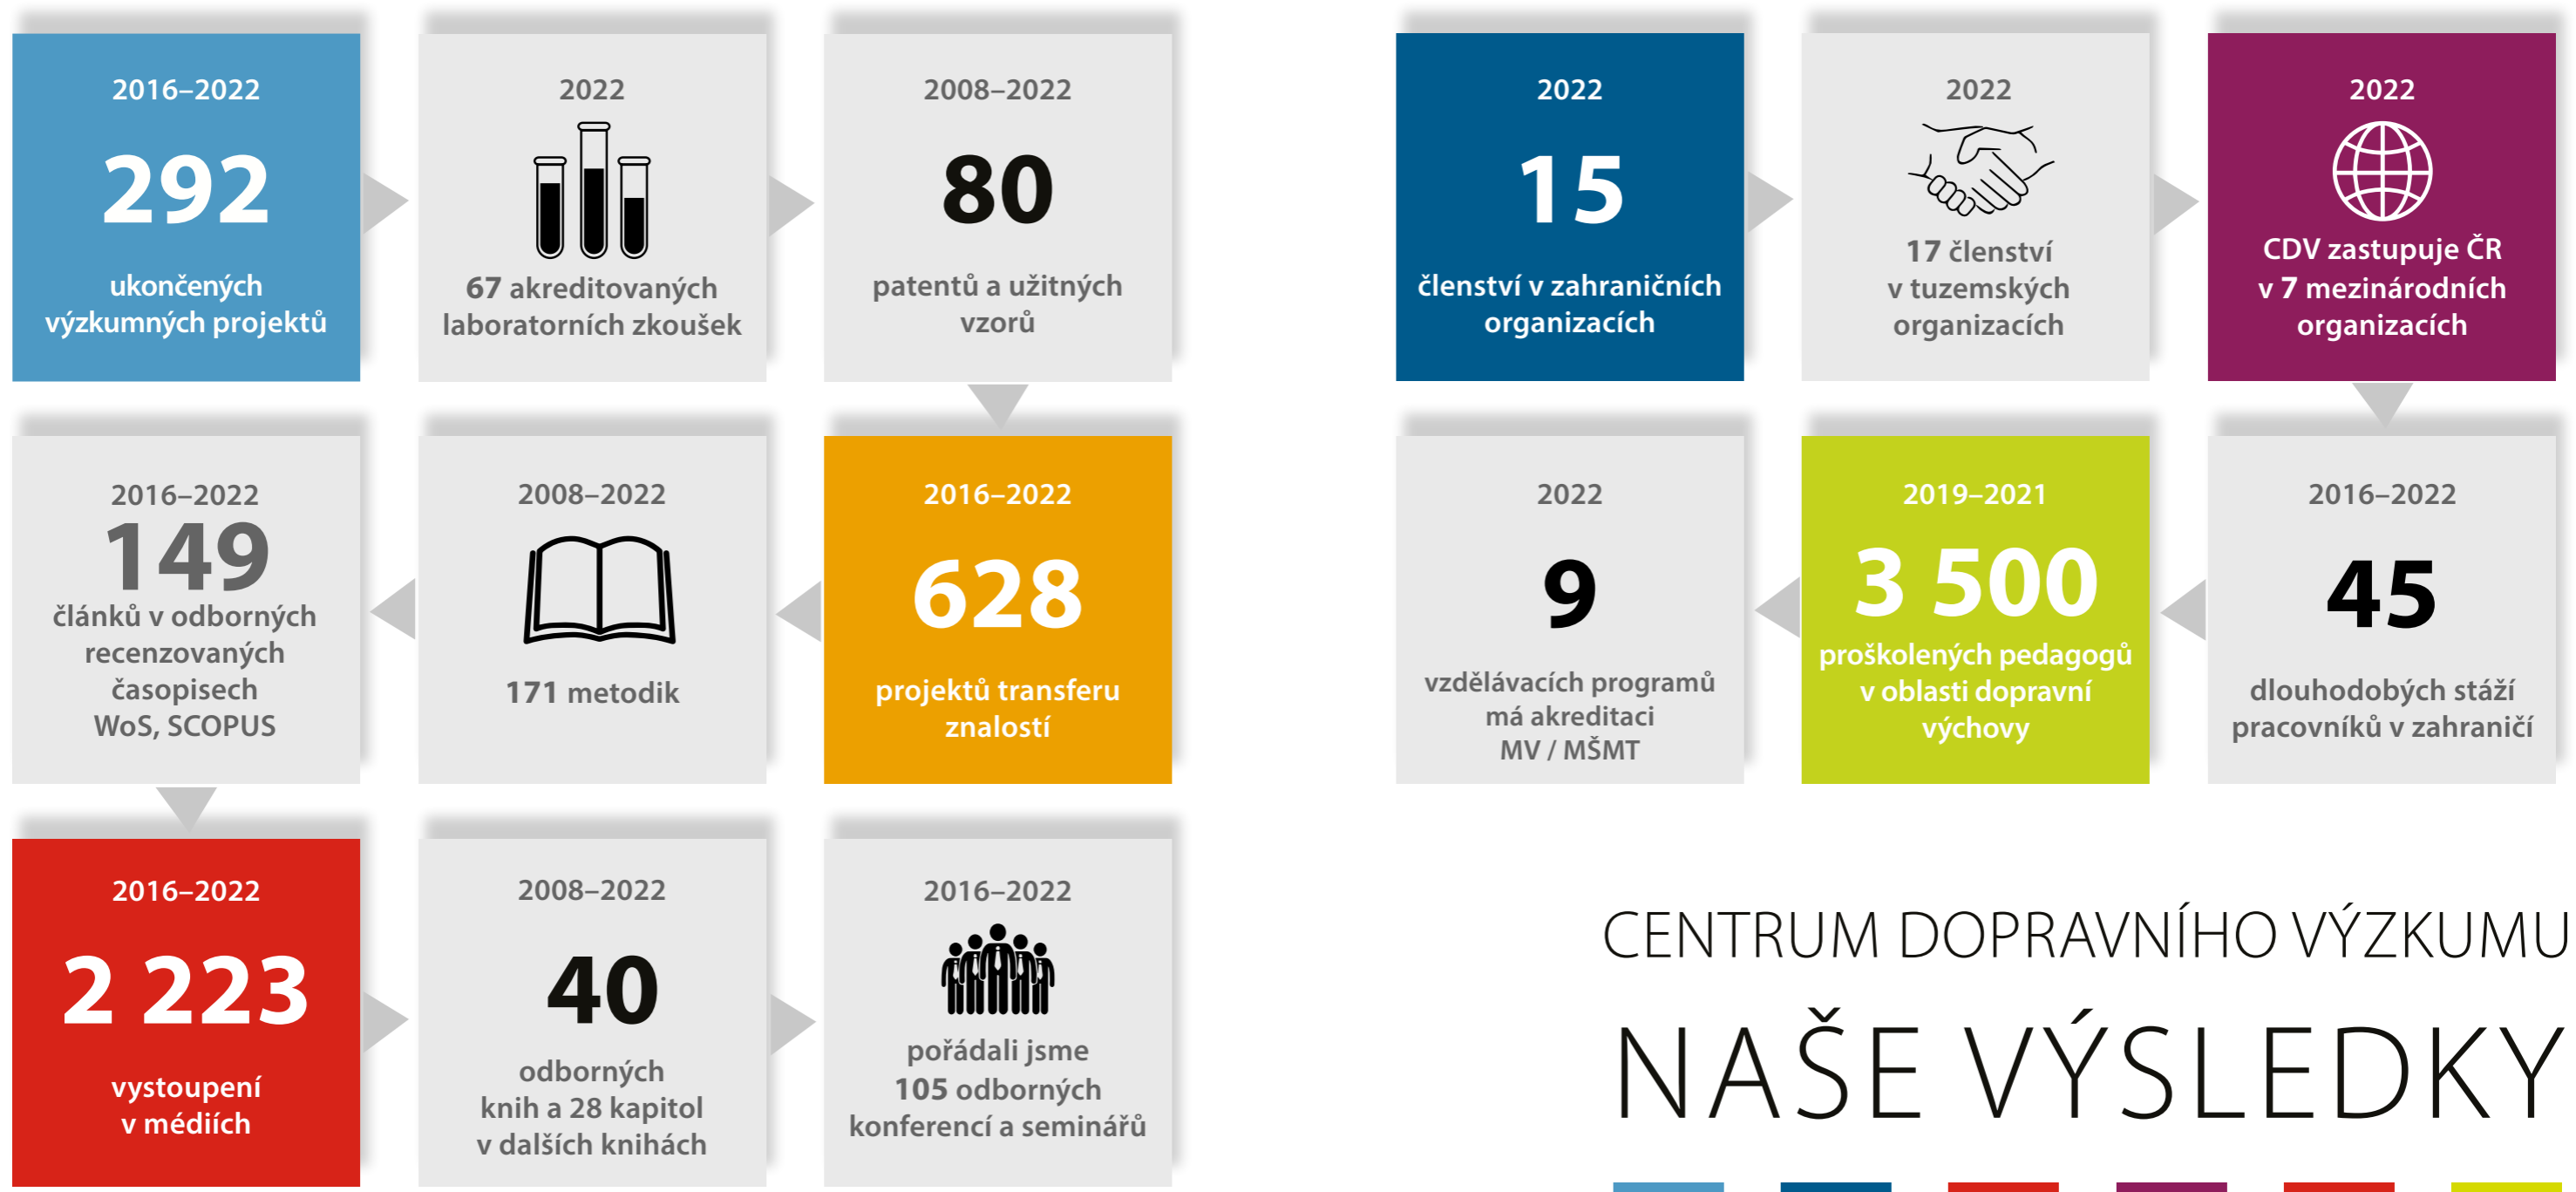 2016–2022
292
ukončených
výzkumných projektů
2022
67 akreditovaných
laboratorních zkoušek
2008–2022
80
patentů a užitných
vzorů
2016–2022
628
projektů transferu
znalostí
2008–2022
171 metodik
2016–2022
149
článků v odborných
recenzovaných
časopisech
WoS, SCOPUS
2016–2022
2 223
vystoupení
v médiích
2008–2022
40
odborných
knih a 28 kapitol
v dalších knihách
2016–2022
pořádali jsme
105 odborných
konferencí a seminářů
2022
15
členství v zahraničních
organizacích
2022
17 členství
v tuzemských
organizacích
2022
CDV zastupuje ČR
v 7 mezinárodních
organizacích
2016–2022
45
dlouhodobých stáží
pracovníků v zahraničí
2019–2021
3 500
proškolených pedagogů
v oblasti dopravní
výchovy
2022
9
vzdělávacích programů
má akreditaci
MV / MŠMT
CENTRUM DOPRAVNÍHO VÝZKUMU
NAŠE VÝSLEDKY